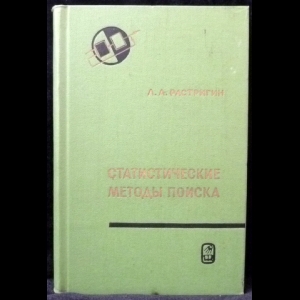 Л. А. РАСТРИГИН
СТАТИСТИЧЕСКИЕ
МЕТОДЫ ПОИСКА